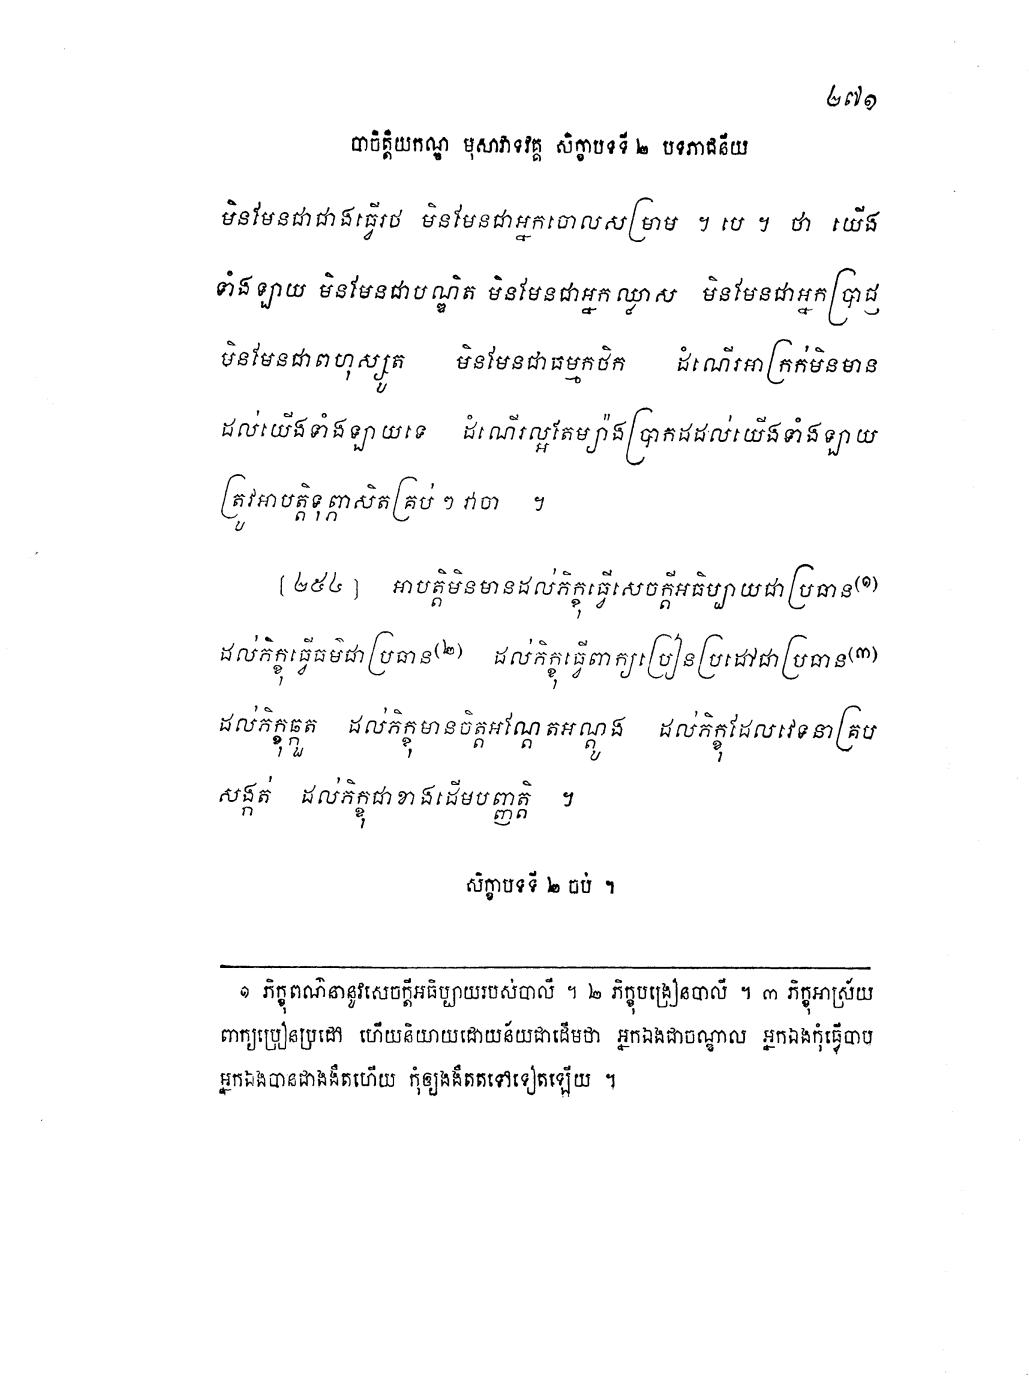 ២៧១
បាចិត្តិយកណ្ឌ មុសាវាទវគ្គ សិក្ខាបទទី ២ បទភាជនីយ
មិនមែនជាជាងធ្វើរថ មិនមែនជាអ្នកចោលសម្រាម ។ បេ ។ ថា យើង
ទាំងឡាយ មិនមែនជាបណ្ឌិត មិនមែនជាអ្នកឈ្លាស មិនមែនជាអ្នកប្រាជ្ញ
មិនមែនជាពហុស្សូត មិនមែនជាធម្មកថិក ដំណើរអាក្រក់មិនមាន
ដល់យើងទាំងឡាយទេ ដំណើរល្អតែម្យ៉ាងប្រាកដដល់យើងទាំងឡាយ
ត្រូវអាបត្តិទុព្ភាសិតគ្រប់ ៗ វាចា ។
[២៥៤] អាបត្តិមិនមានដល់ភិក្ខុធ្វើសេចក្តីអធិប្បាយជាប្រធាន(១)
ដល់ភិក្ខុធ្វើធម៌ជាប្រធាន(២) ដល់ភិក្ខុធ្វើពាក្យប្រៀនប្រដៅជាប្រធាន(៣)
ដល់ភិក្ខុឆ្កួត ដល់ភិក្ខុមានចិត្តអណ្តែតអណ្តូង ដល់ភិក្ខុដែលវេទនាគ្រប
សង្កត់ ដល់ភិក្ខុជាខាងដើមបញ្ញត្តិ ។
សិក្ខាបទទី ២ ចប់ ។
១ ភិក្ខុពណ៌នានូវសេចក្តីអធិប្បាយរបស់បាលី ។ ២ ភិក្ខុបង្រៀនបាលី ។ ៣ ភិក្ខុអាស្រ័យ
ពាក្យប្រៀនប្រដៅ ហើយនិយាយដោយន័យជាដើមថា អ្នកឯងជាចណ្ឌាល អ្នកឯងកុំធ្វើបាប
អ្នកឯងបានជាងងឹតហើយ កុំឲ្យងងឹតតទៅទៀតឡើយ ។